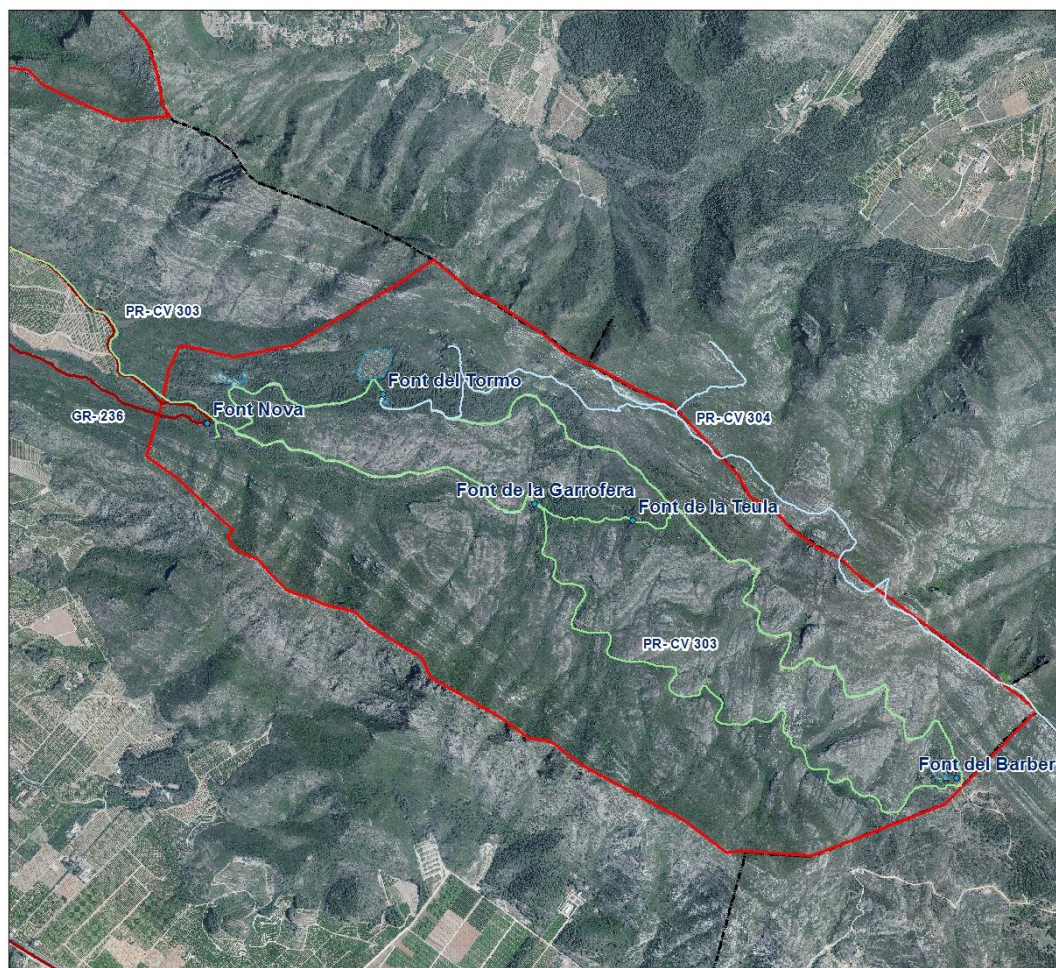 PR- CV 303
Font del Tormo
Font Nova
GR- 236
PR- CV 304
Font de la Garrofera
Font de la Teula
PR- CV 303
Font del Barber